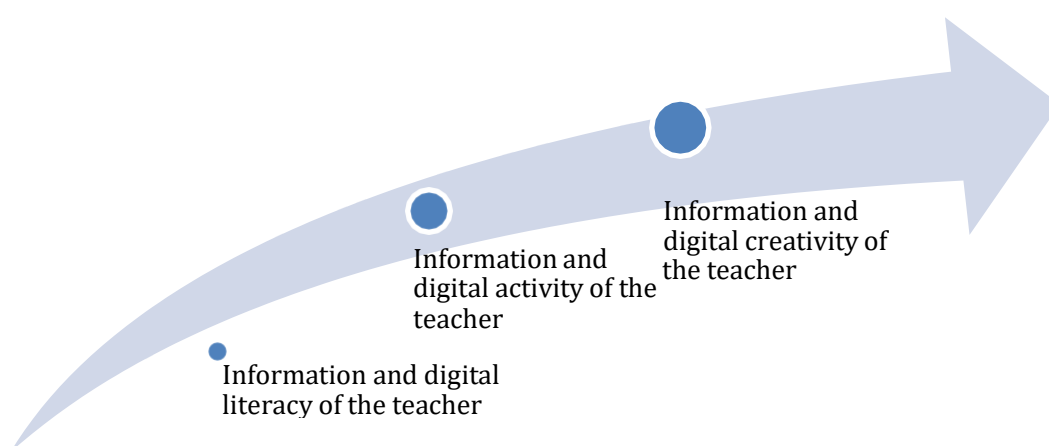 Information and
digital creativity of
the teacher
Information and
digital activity of the
teacher
Information and digital
literacy of the teacher